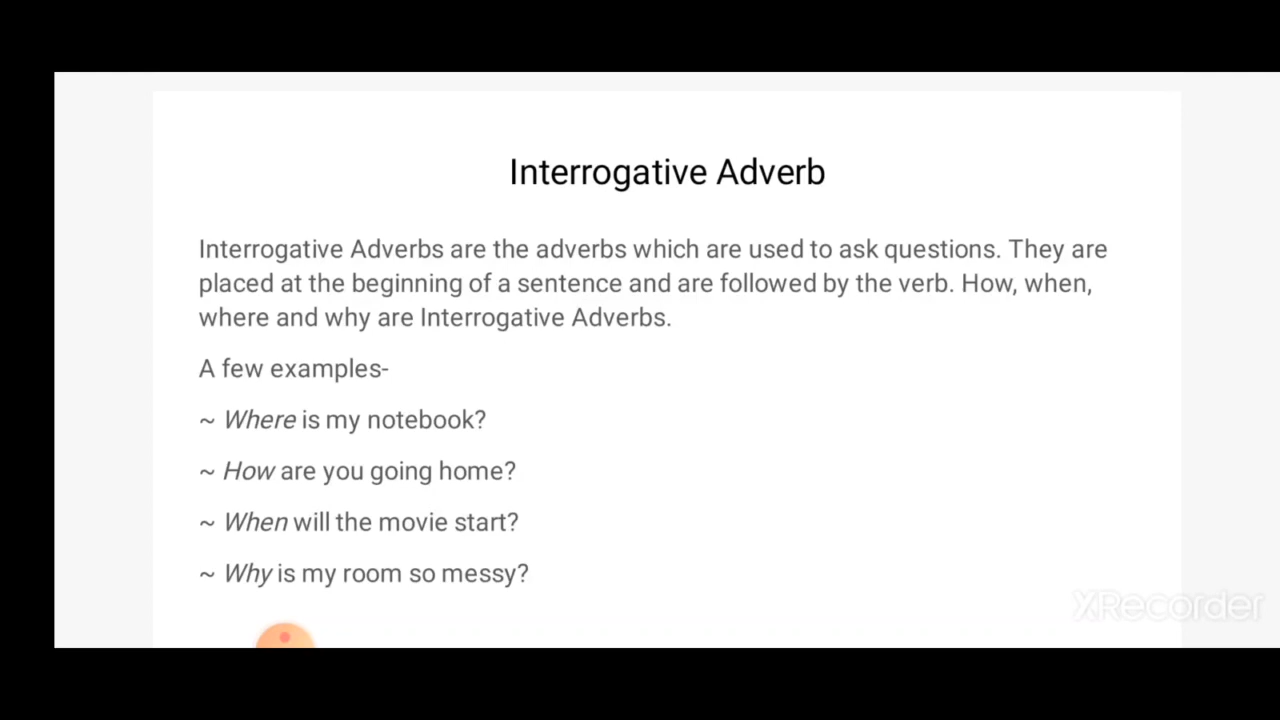 Interrogative Adverb
Interrogative Adverbs are the adverbs which are used to ask questions. They are
placed at the beginning of a sentence and are followed by the verb. How, when,
where and why are Interrogative Adverbs.
A few examples-
~ Where is my notebook?
~ How are you going home?
~ When will the movie start?
~ Why is my room so messy?
XRecorder